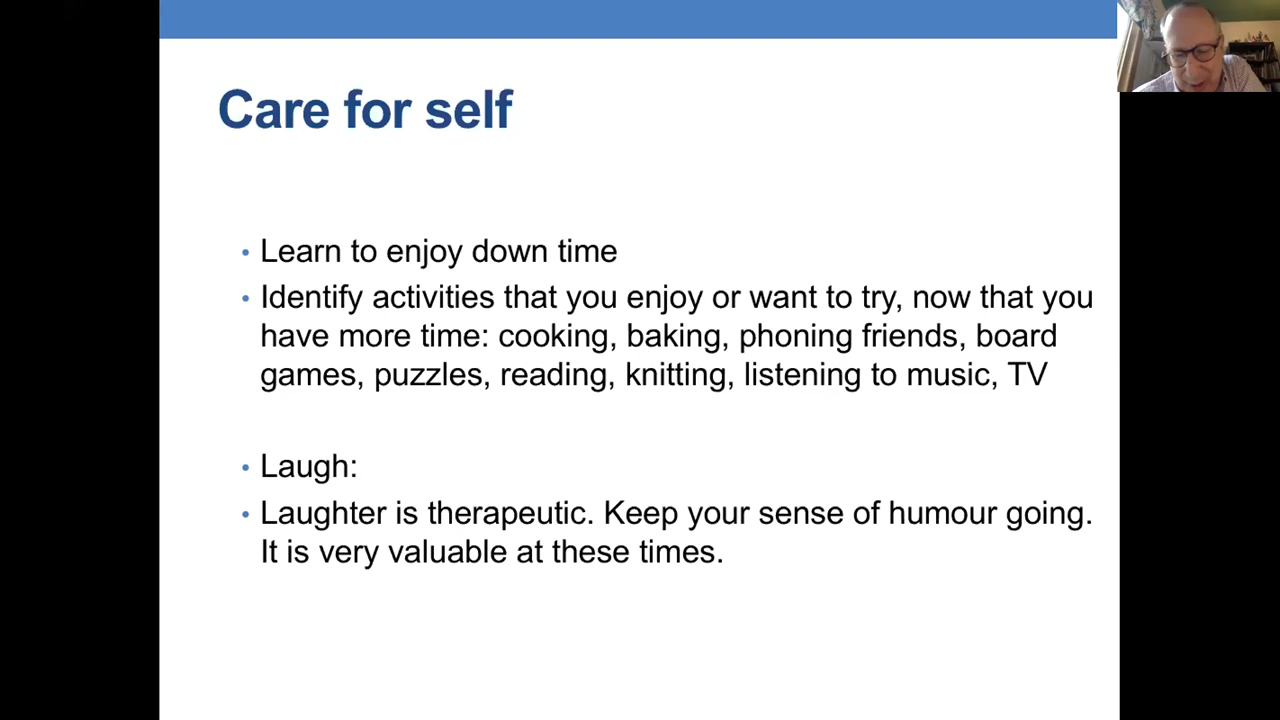 Care for self
• Learn to enjoy down time
• Identify activities that you enjoy or want to try, now that you
have more time: cooking, baking, phoning friends, board
games, puzzles, reading, knitting, listening to music, TV
• Laugh:
• Laughter is therapeutic. Keep your sense of humour going.
It is very valuable at these times.